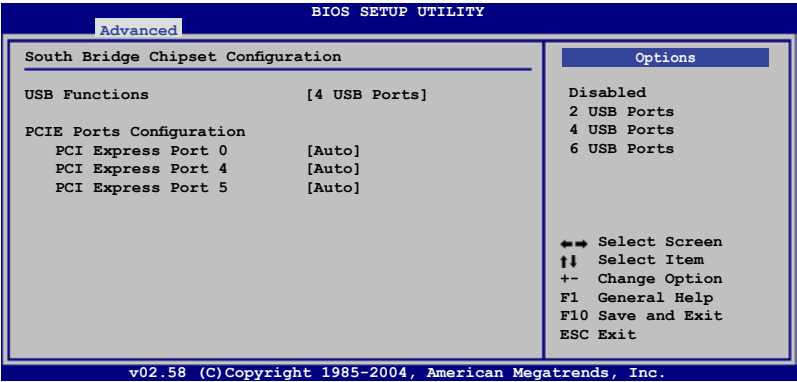 BIOS SETUP UTILITY
Advanced
South Bridge Chipset Configuration
USB Functions [4 USB Ports]
PCIE Ports Configuration
PCI Express Port 0 [Auto]
PCI Express Port 4 [Auto]
PCI Express Port 5 [Auto]
Options
Disabled
2 USB Ports
4 USB Ports
6 USB Ports
Select Screen
Select Item
+- Change Option
F1 General Help
F10 Save and Exit
ESC Exit
v02.58 (C)Copyright 1985-2004, American Megatrends, Inc.